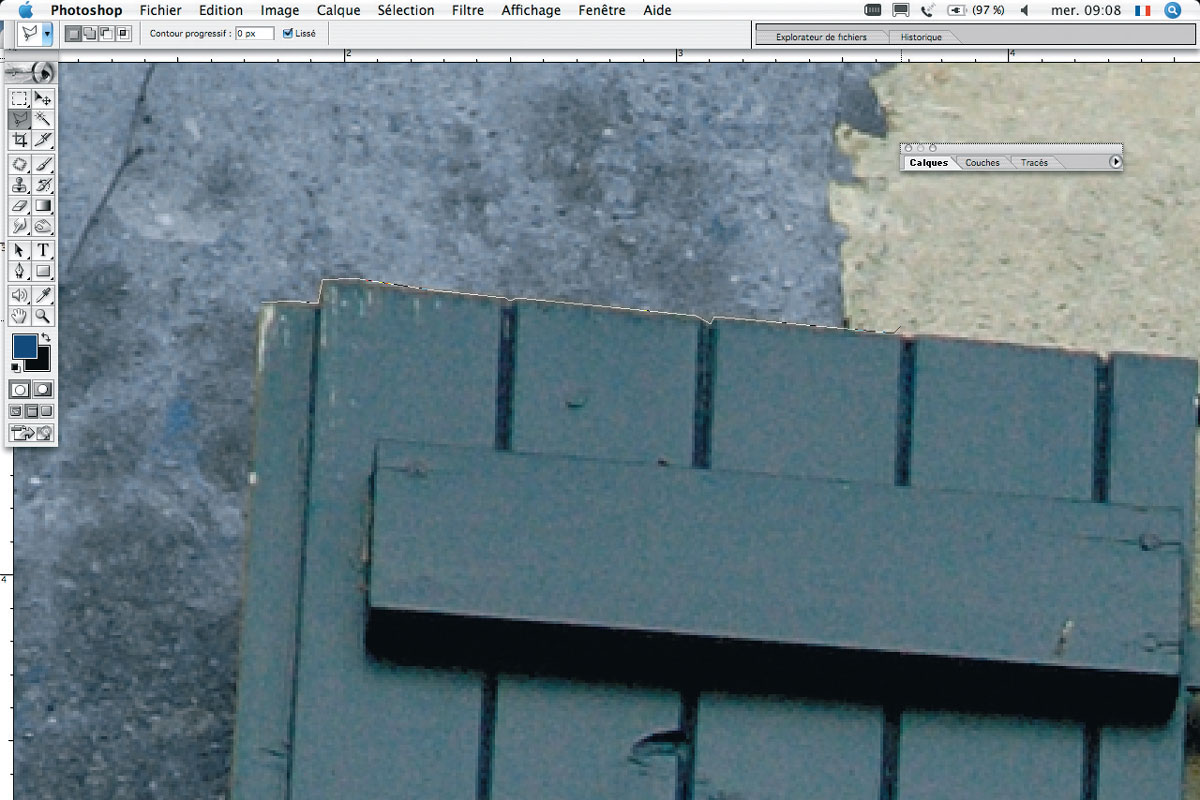 Photoshop Fichier Edition Image Calque Sélection Filtre Affichage Fenêtre Aide (97 %) mer. 09:08
Contour progressif : 0 px Lissé Explorateur de fichiers Historique
2 3 4
Calques Couches Tracés
T
4